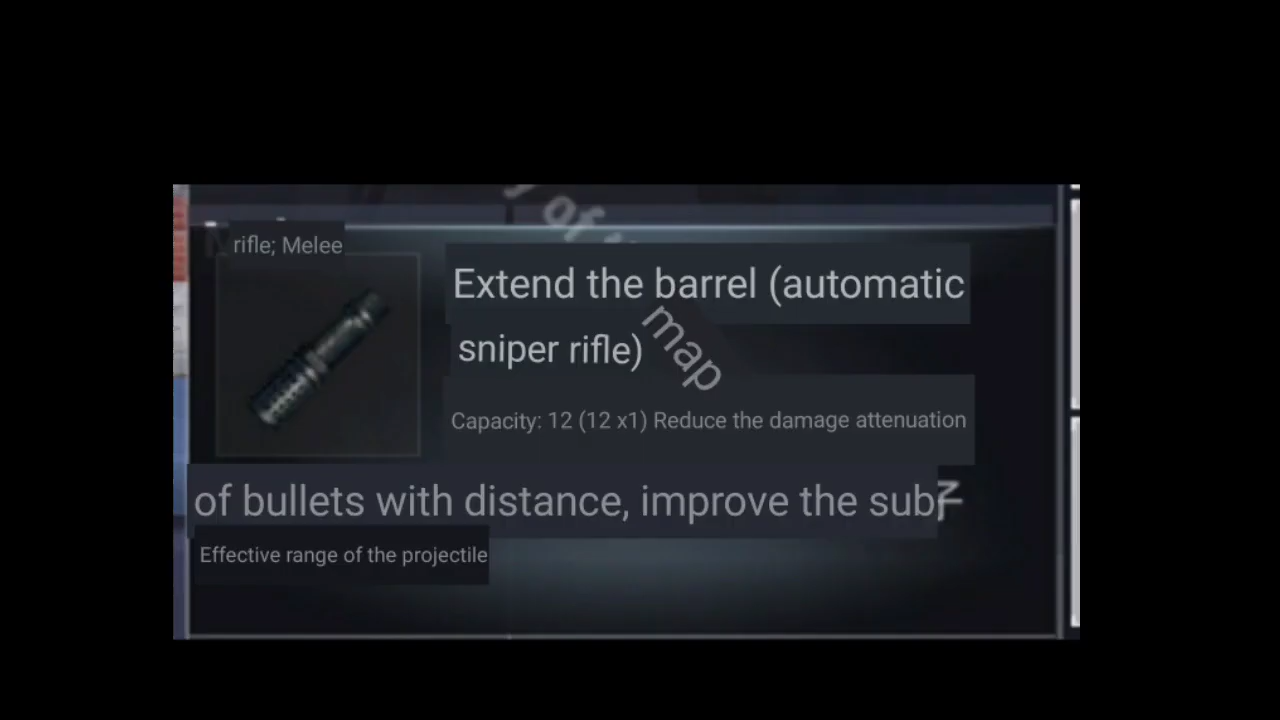 y of
rifle; Melee
Extend the barrel (automatic
map
sniper rifle)
Capacity: 12 (12 x1) Reduce the damage attenuation
of bullets with distance, improve the sub
Effective range of the projectile